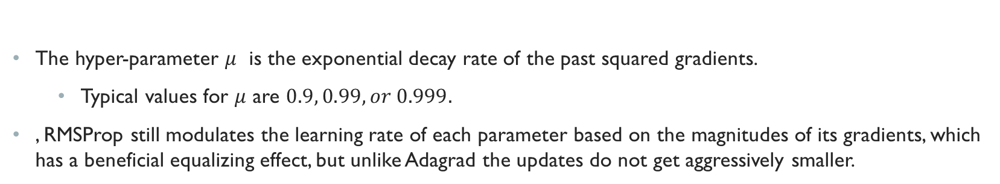 • The hyper-parameter μ is the exponential decay rate of the past squared gradients.
• Typical values for μ are 0.9, 0.99, or 0.999.
• , RMSProp still modulates the learning rate of each parameter based on the magnitudes of its gradients, which
has a beneficial equalizing effect, but unlike Adagrad the updates do not get aggressively smaller.